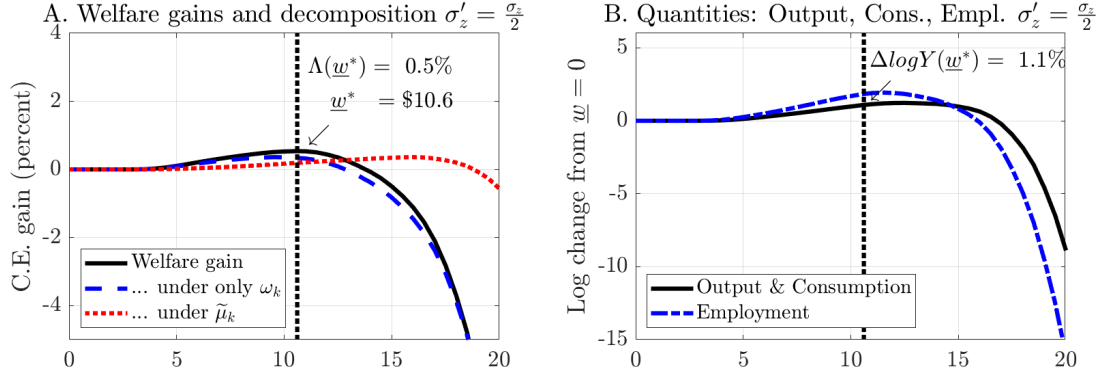 A. Welfare gains and decomposition σ′_z = σ_z/2
C.E. gain (percent)
4
2
0
-2
-4
Λ(w̲*) = 0.5%
w̲* = $10.6
Welfare gain
... under only ω_k
... under μ̃_k
0 5 10 15 20
B. Quantities: Output, Cons., Empl. σ′_z = σ_z/2
Log change from w̲ = 0
5
0
-5
-10
-15
ΔlogY(w̲*) = 1.1%
Output & Consumption
Employment
0 5 10 15 20